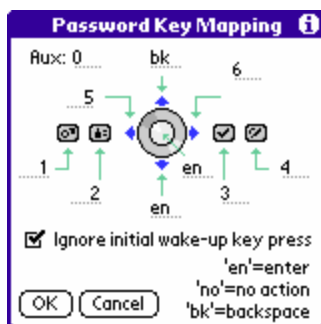 Password Key Mapping i
Aux: 0 bk
5 6
1 2 en 3 4
en
Ignore initial wake-up key press
'en'=enter
'no'=no action
'bk'=backspace
OK Cancel